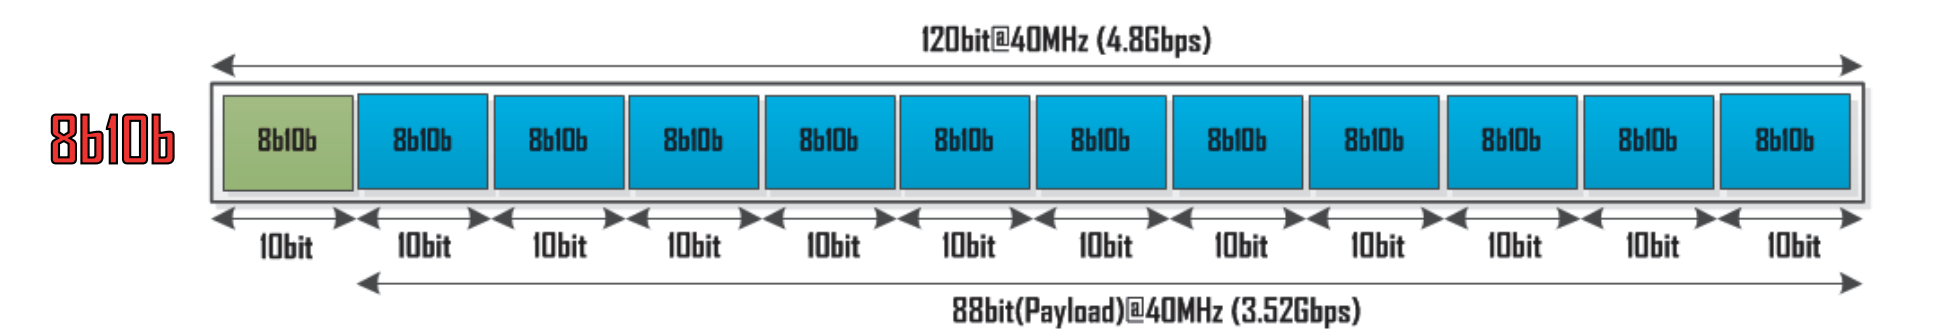 120bit@40MHz (4.8Gbps)
8b10b
8b10b 8b10b 8b10b 8b10b 8b10b 8b10b 8b10b 8b10b 8b10b 8b10b 8b10b 8b10b
10bit 10bit 10bit 10bit 10bit 10bit 10bit 10bit 10bit 10bit 10bit 10bit
88bit(Payload)@40MHz (3.52Gbps)